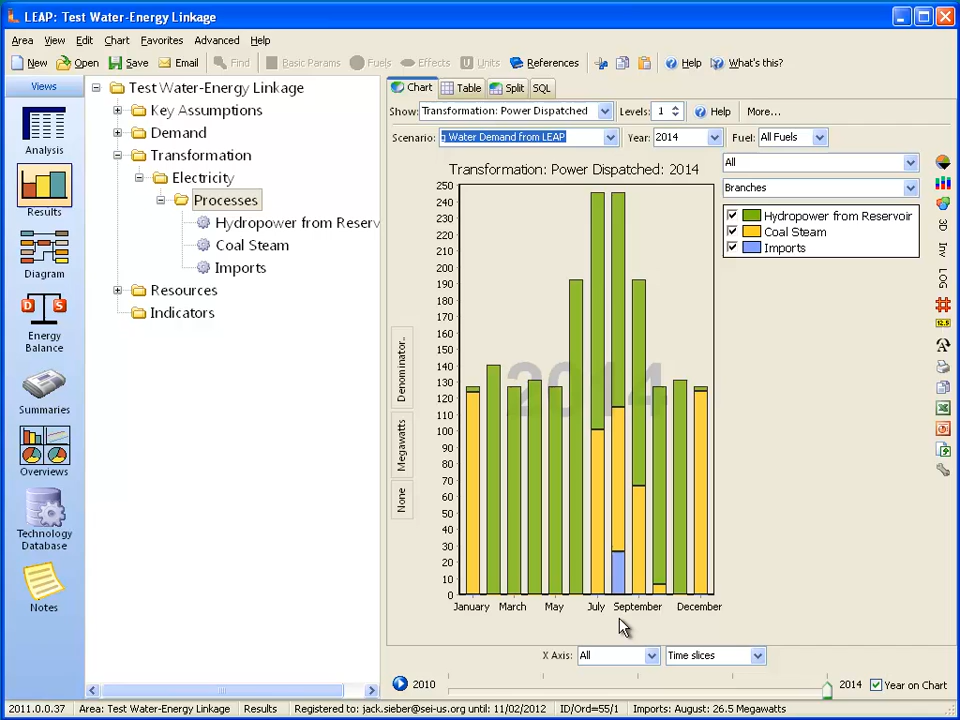 LEAP: Test Water-Energy Linkage
Area View Edit Chart Favorites Advanced Help
New Open Save Email Find Basic Params Fuels Effects Units References Help What's this?
Views
Analysis
Results
Diagram
Energy
Balance
Summaries
Overviews
Technology
Database
Notes
Test Water-Energy Linkage
Key Assumptions
Demand
Transformation
Electricity
Processes
Hydropower from Reserv
Coal Steam
Imports
Resources
Indicators
Chart Table Split SQL
Show: Transformation: Power Dispatched Levels: 1 Help More...
Scenario: g Water Demand from LEAP Year: 2014 Fuel: All Fuels
Transformation: Power Dispatched: 2014
All
Branches
Hydropower from Reservoir
Coal Steam
Imports
250
240
230
220
210
200
190
180
170
160
150
140
130
120
110
100
90
80
70
60
50
40
30
20
10
0
2014
January March May July September December
Denominator..
Megawatts
None
3D
Inv
LOG
12.5
X Axis: All Time slices
2010 2014 Year on Chart
2011.0.0.37 Area: Test Water-Energy Linkage Results Registered to: jack.sieber@sei-us.org until: 11/02/2012 ID/Ord=55/1 Imports: August: 26.5 Megawatts